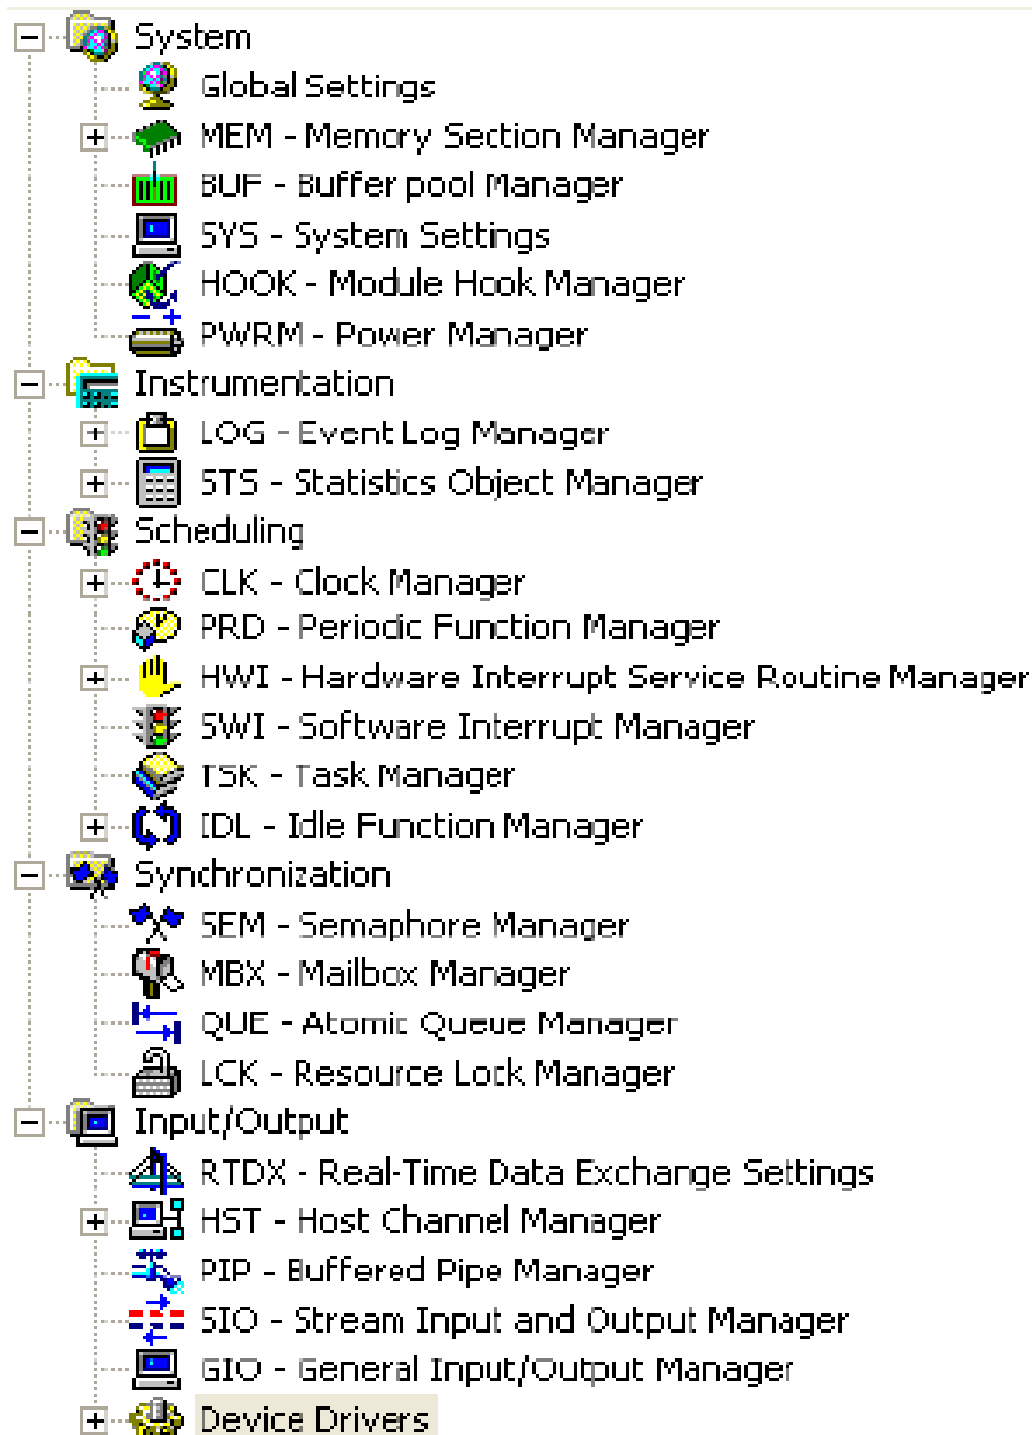 System
Global Settings
MEM - Memory Section Manager
BUF - Buffer pool Manager
SYS - System Settings
HOOK - Module Hook Manager
PWRM - Power Manager
Instrumentation
LOG - Event Log Manager
STS - Statistics Object Manager
Scheduling
CLK - Clock Manager
PRD - Periodic Function Manager
HWI - Hardware Interrupt Service Routine Manager
SWI - Software Interrupt Manager
TSK - Task Manager
IDL - Idle Function Manager
Synchronization
SEM - Semaphore Manager
MBX - Mailbox Manager
QUE - Atomic Queue Manager
LCK - Resource Lock Manager
Input/Output
RTDX - Real-Time Data Exchange Settings
HST - Host Channel Manager
PIP - Buffered Pipe Manager
SIO - Stream Input and Output Manager
GIO - General Input/Output Manager
Device Drivers